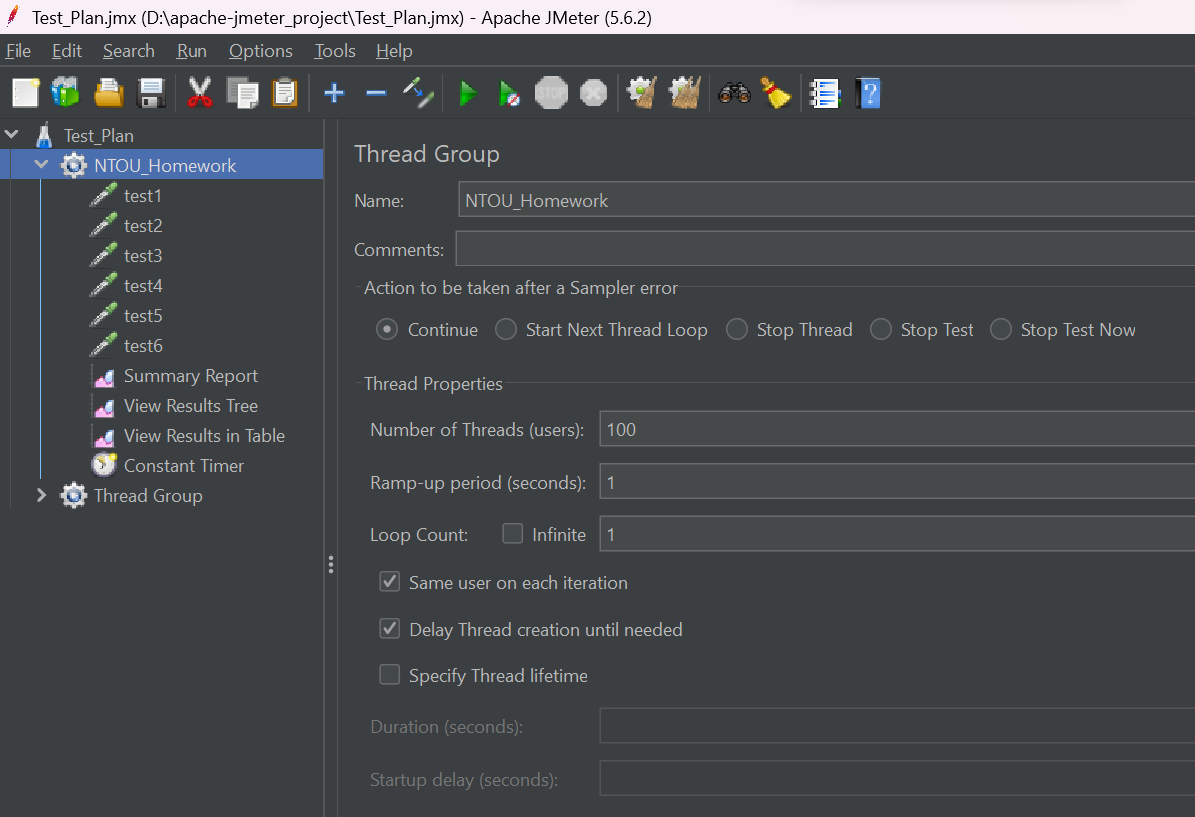 Test_Plan.jmx (D:\apache-jmeter_project\Test_Plan.jmx) - Apache JMeter (5.6.2)
File Edit Search Run Options Tools Help
STOP
Test_Plan
NTOU_Homework
test1
test2
test3
test4
test5
test6
Summary Report
View Results Tree
View Results in Table
Constant Timer
Thread Group
Thread Group
Name: NTOU_Homework
Comments:
Action to be taken after a Sampler error
Continue Start Next Thread Loop Stop Thread Stop Test Stop Test Now
Thread Properties
Number of Threads (users): 100
Ramp-up period (seconds): 1
Loop Count: Infinite 1
Same user on each iteration
Delay Thread creation until needed
Specify Thread lifetime
Duration (seconds):
Startup delay (seconds):